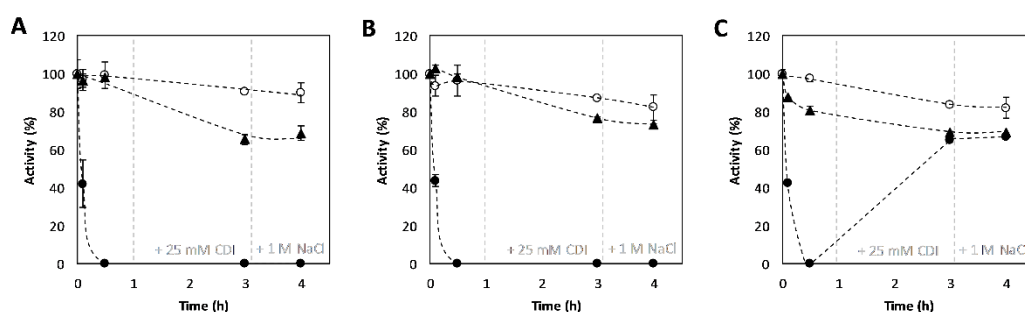 A
B
C
120
100
80
60
40
20
0
Activity (%)
+ 25 mM CDI
+ 1 M NaCl
0 1 2 3 4
Time (h)
120
100
80
60
40
20
0
Activity (%)
+ 25 mM CDI
+ 1 M NaCl
0 1 2 3 4
Time (h)
120
100
80
60
40
20
0
Activity (%)
+ 25 mM CDI
+ 1 M NaCl
0 1 2 3 4
Time (h)